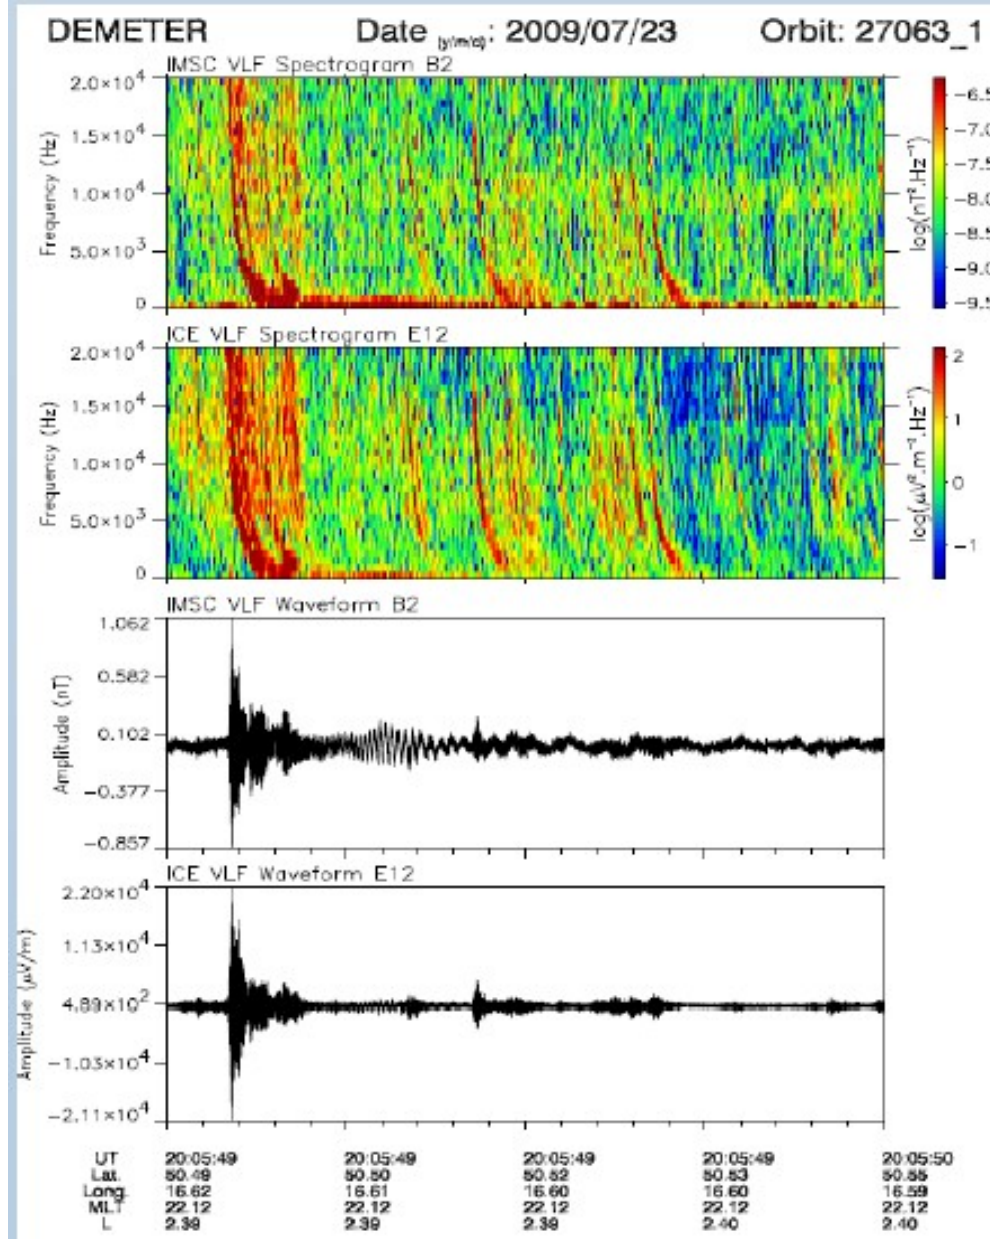 DEMETER Date (y/m/d): 2009/07/23 Orbit: 27063_1
IMSC VLF Spectrogram B2
2.0×10⁴
1.5×10⁴
1.0×10⁴
5.0×10³
0
Frequency (Hz)
-6.5
-7.0
-7.5
-8.0
-8.5
-9.0
-9.5
log(nT².Hz⁻¹)
ICE VLF Spectrogram E12
2.0×10⁴
1.5×10⁴
1.0×10⁴
5.0×10³
0
Frequency (Hz)
2
1
0
-1
log(μV².m⁻².Hz⁻¹)
IMSC VLF Waveform B2
1.062
0.582
0.102
-0.377
-0.857
Amplitude (nT)
ICE VLF Waveform E12
2.20×10⁴
1.13×10⁴
4.89×10²
-1.03×10⁴
-2.11×10⁴
Amplitude (μV/m)
UT 20:05:49 20:05:49 20:05:49 20:05:49 20:05:50
Lat. 50.49 50.50 50.52 50.53 50.55
Long. 16.62 16.61 16.60 16.60 16.59
MLT 22.12 22.12 22.12 22.12 22.12
L 2.39 2.39 2.39 2.40 2.40